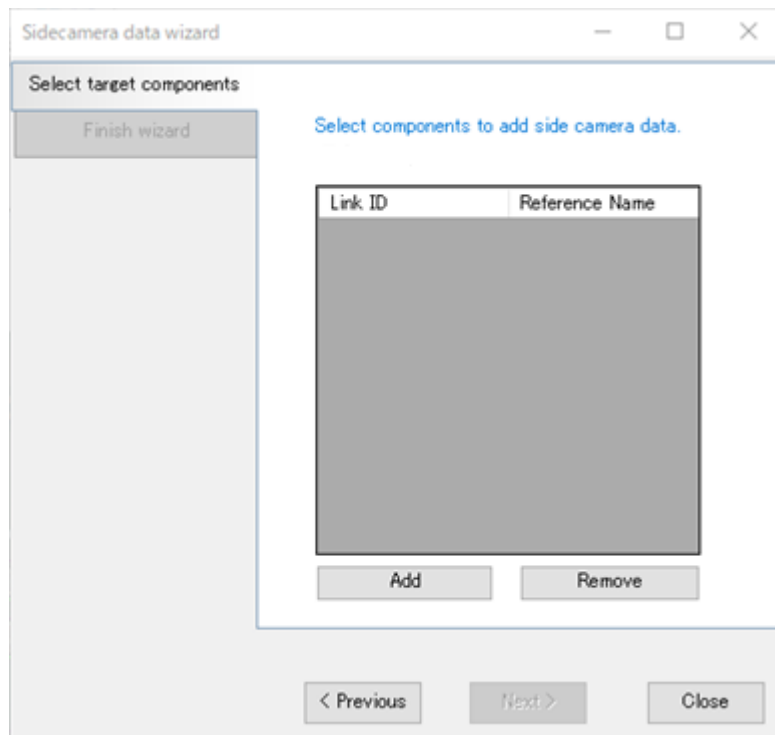 Sidecamera data wizard
Select target components
Finish wizard
Select components to add side camera data.
Link ID Reference Name
Add Remove
< Previous Next > Close